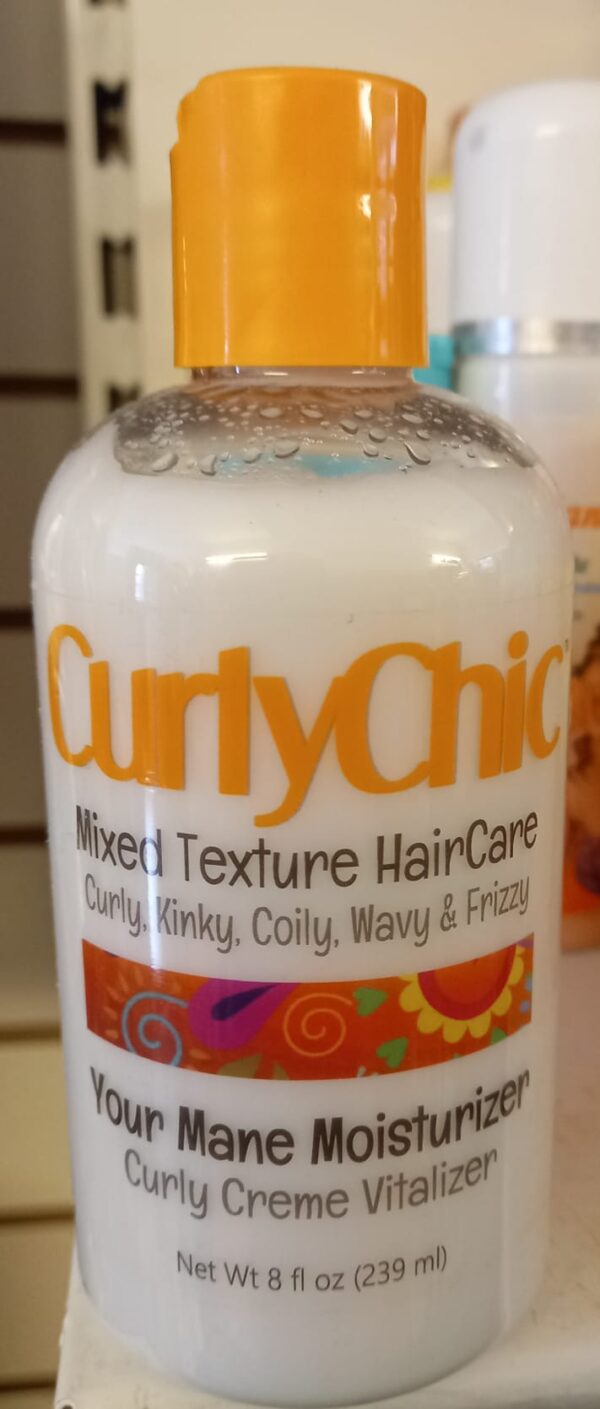 CurlyChic
Mixed Texture HairCare
Curly, Kinky, Coily, Wavy & Frizzy
Your Mane Moisturizer
Curly Creme Vitalizer
Net Wt 8 fl oz (239 ml)